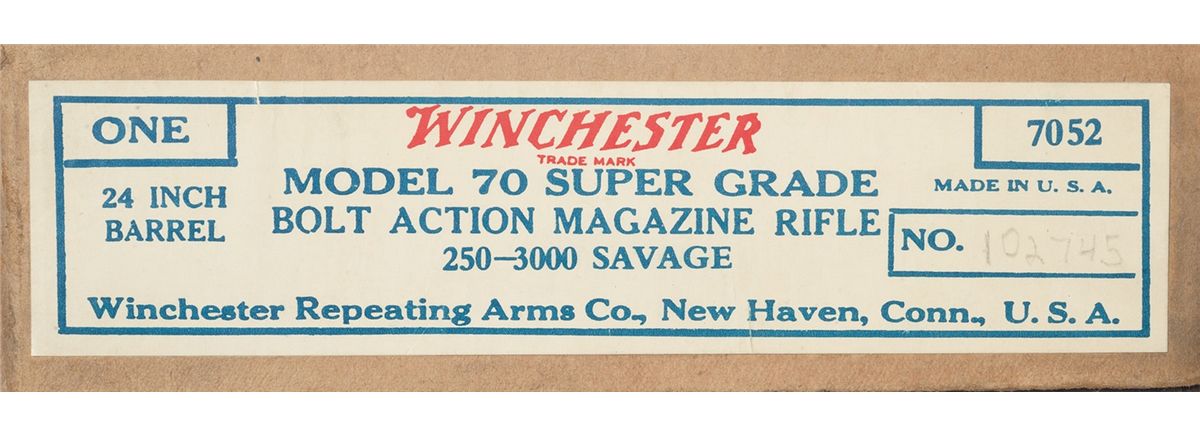 ONE
24 INCH
BARREL
WINCHESTER
TRADE MARK
MODEL 70 SUPER GRADE
BOLT ACTION MAGAZINE RIFLE
250–3000 SAVAGE
7052
MADE IN U. S. A.
NO. 102745
Winchester Repeating Arms Co., New Haven, Conn., U. S. A.